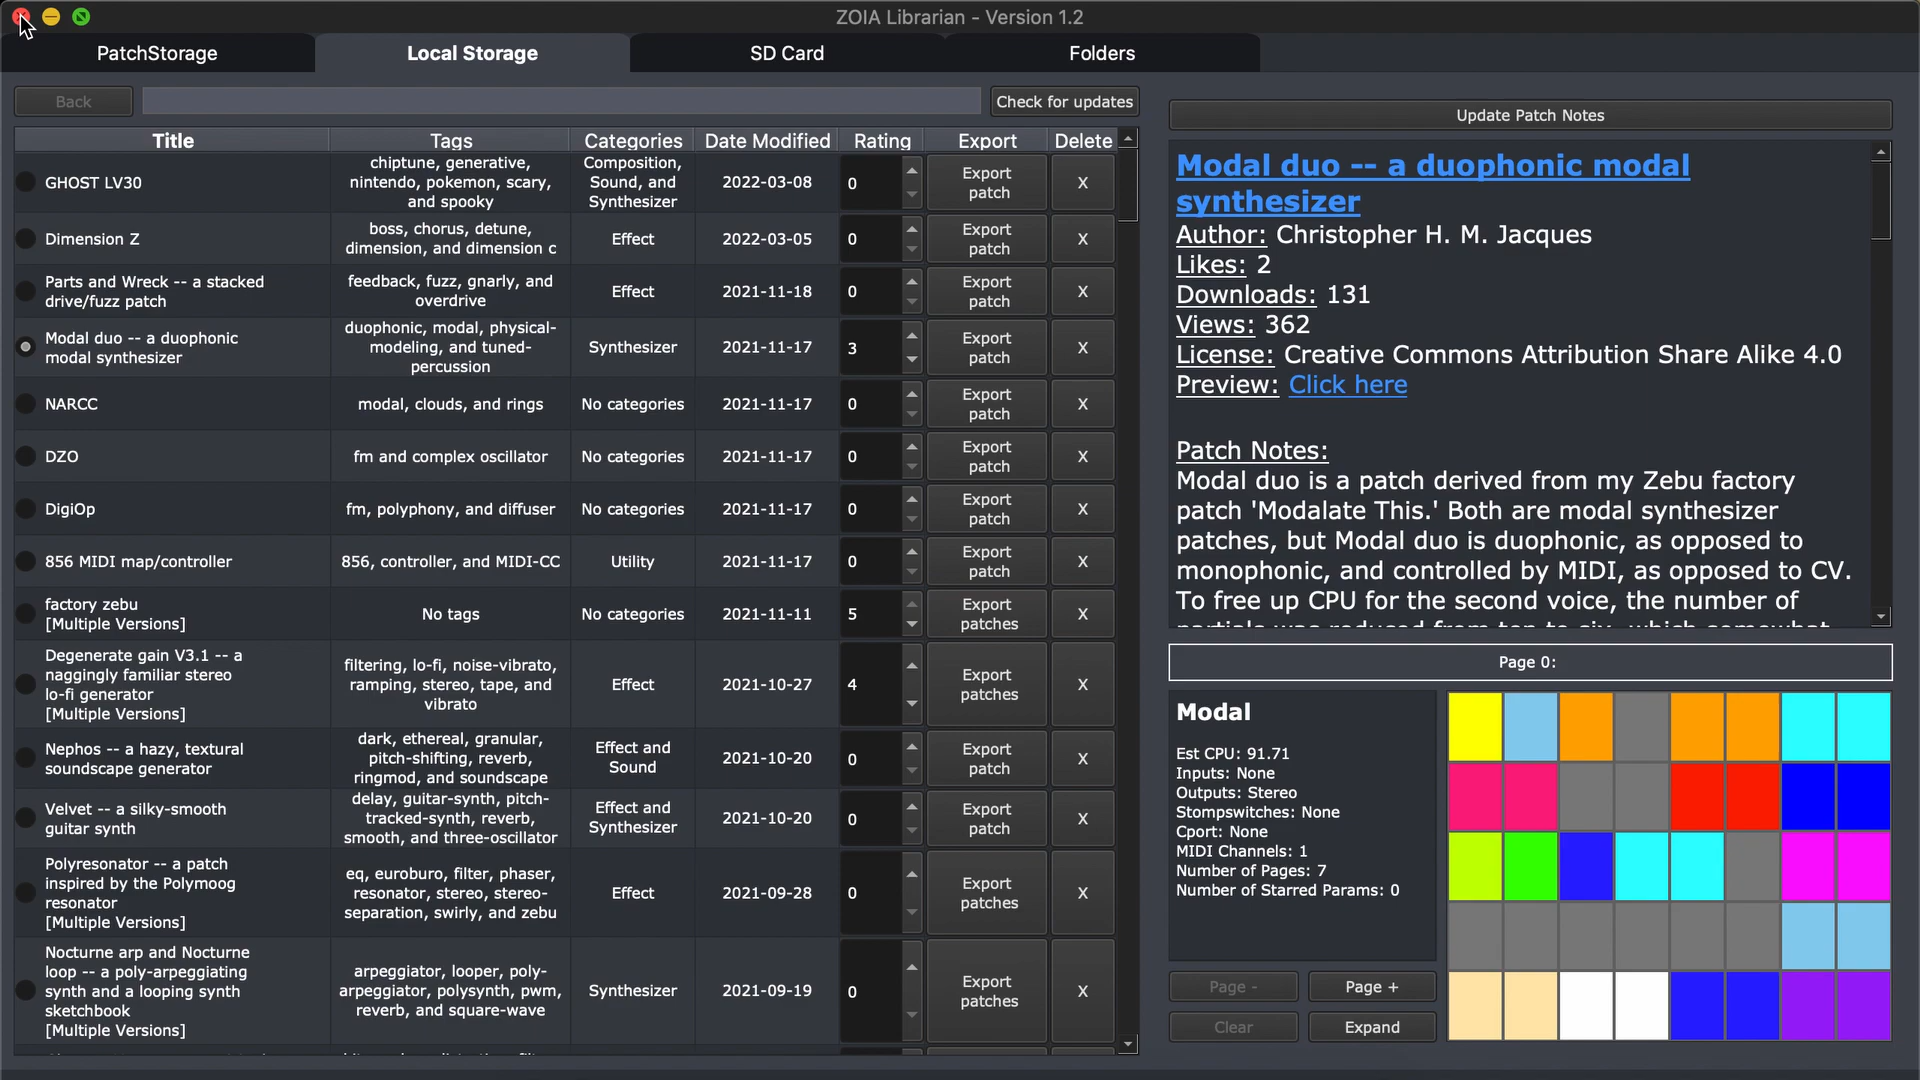 ZOIA Librarian - Version 1.2
PatchStorage
Local Storage
SD Card
Folders
Back
Check for updates
Title
Tags
Categories
Date Modified
Rating
Export
Delete
GHOST LV30
chiptune, generative,
nintendo, pokemon, scary,
and spooky
Composition,
Sound, and
Synthesizer
2022-03-08
0
Export
patch
X
Dimension Z
boss, chorus, detune,
dimension, and dimension c
Effect
2022-03-05
0
Export
patch
X
Parts and Wreck -- a stacked
drive/fuzz patch
feedback, fuzz, gnarly, and
overdrive
Effect
2021-11-18
0
Export
patch
X
Modal duo -- a duophonic
modal synthesizer
duophonic, modal, physical-
modeling, and tuned-
percussion
Synthesizer
2021-11-17
3
Export
patch
X
NARCC
modal, clouds, and rings
No categories
2021-11-17
0
Export
patch
X
DZO
fm and complex oscillator
No categories
2021-11-17
0
Export
patch
X
DigiOp
fm, polyphony, and diffuser
No categories
2021-11-17
0
Export
patch
X
856 MIDI map/controller
856, controller, and MIDI-CC
Utility
2021-11-17
0
Export
patch
X
factory zebu
[Multiple Versions]
No tags
No categories
2021-11-11
5
Export
patches
X
Degenerate gain V3.1 -- a
naggingly familiar stereo
lo-fi generator
[Multiple Versions]
filtering, lo-fi, noise-vibrato,
ramping, stereo, tape, and
vibrato
Effect
2021-10-27
4
Export
patches
X
Nephos -- a hazy, textural
soundscape generator
dark, ethereal, granular,
pitch-shifting, reverb,
ringmod, and soundscape
Effect and
Sound
2021-10-20
0
Export
patch
X
Velvet -- a silky-smooth
guitar synth
delay, guitar-synth, pitch-
tracked-synth, reverb,
smooth, and three-oscillator
Effect and
Synthesizer
2021-10-20
0
Export
patch
X
Polyresonator -- a patch
inspired by the Polymoog
resonator
[Multiple Versions]
eq, euroburo, filter, phaser,
resonator, stereo, stereo-
separation, swirly, and zebu
Effect
2021-09-28
0
Export
patches
X
Nocturne arp and Nocturne
loop -- a poly-arpeggiating
synth and a looping synth
sketchbook
[Multiple Versions]
arpeggiator, looper, poly-
arpeggiator, polysynth, pwm,
reverb, and square-wave
Synthesizer
2021-09-19
0
Export
patches
X
Update Patch Notes
Modal duo -- a duophonic modal
synthesizer
Author: Christopher H. M. Jacques
Likes: 2
Downloads: 131
Views: 362
License: Creative Commons Attribution Share Alike 4.0
Preview: Click here
Patch Notes:
Modal duo is a patch derived from my Zebu factory
patch 'Modalate This.' Both are modal synthesizer
patches, but Modal duo is duophonic, as opposed to
monophonic, and controlled by MIDI, as opposed to CV.
To free up CPU for the second voice, the number of
partials was reduced from ten to six, which somewhat
Page 0:
Modal
Est CPU: 91.71
Inputs: None
Outputs: Stereo
Stompswitches: None
Cport: None
MIDI Channels: 1
Number of Pages: 7
Number of Starred Params: 0
Page -
Page +
Clear
Expand